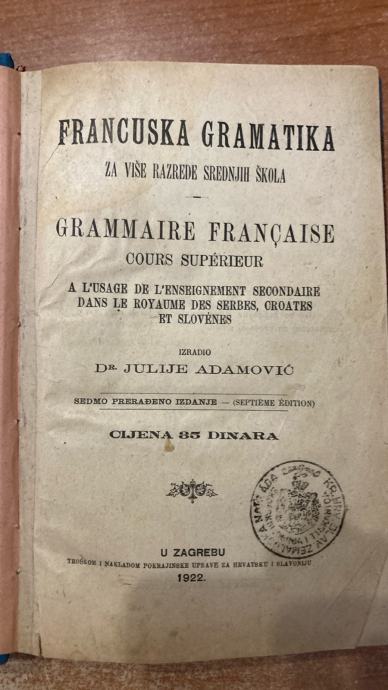 FRANCUSKA GRAMATIKA
ZA VIŠE RAZREDE SREDNJIH ŠKOLA
GRAMMAIRE FRANÇAISE
COURS SUPÉRIEUR
A L'USAGE DE L'ENSEIGNEMENT SECONDAIRE
DANS LE ROYAUME DES SERBES, CROATES
ET SLOVÉNES
IZRADIO
DR. JULIJE ADAMOVIĆ
SEDMO PRERAĐENO IZDANJE — (SEPTIÈME ÉDITION)
CIJENA 35 DINARA
U ZAGREBU
TROŠKOM I NAKLADOM POKRAJINSKE UPRAVE ZA HRVATSKU I SLAVONIJU
1922.